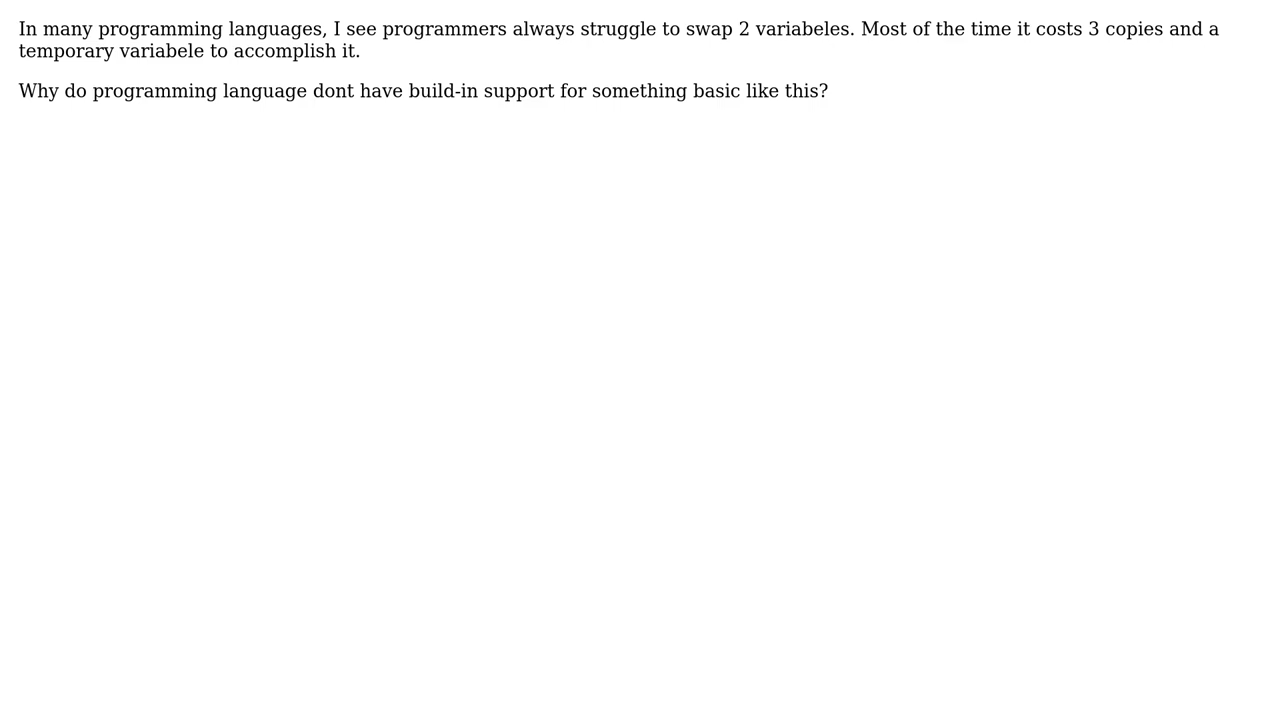 In many programming languages, I see programmers always struggle to swap 2 variabeles. Most of the time it costs 3 copies and a
temporary variabele to accomplish it.
Why do programming language dont have build-in support for something basic like this?